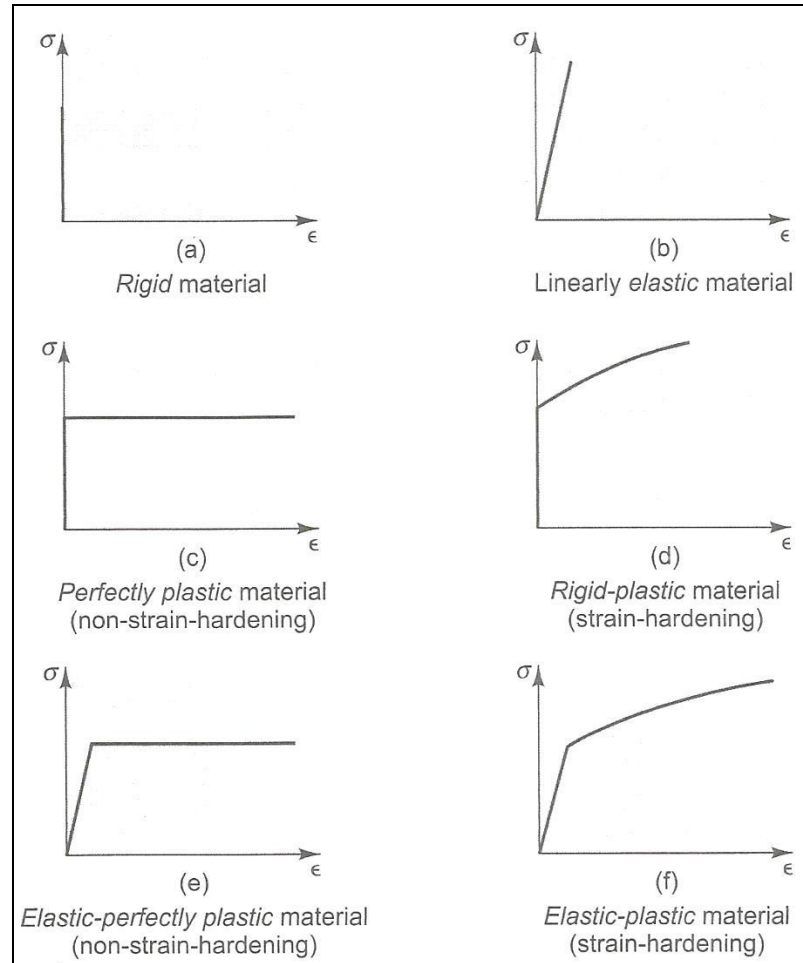 σ
ϵ
(a)
Rigid material
σ
ϵ
(b)
Linearly elastic material
σ
ϵ
(c)
Perfectly plastic material
(non-strain-hardening)
σ
ϵ
(d)
Rigid-plastic material
(strain-hardening)
σ
ϵ
(e)
Elastic-perfectly plastic material
(non-strain-hardening)
σ
ϵ
(f)
Elastic-plastic material
(strain-hardening)